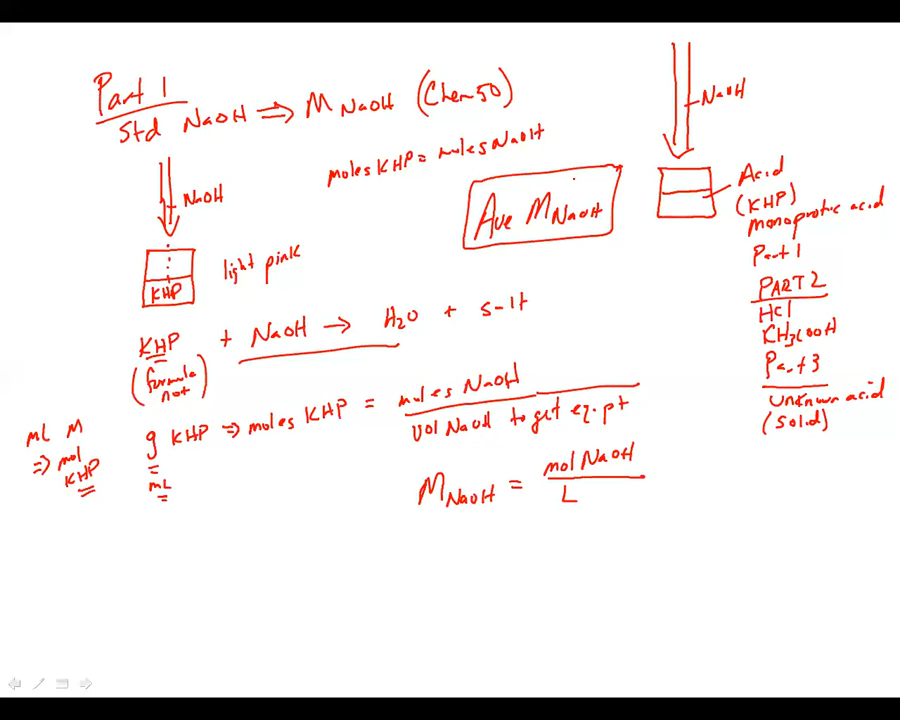 Part 1
Std NaOH ⇒ M NaOH (Chem 50)
moles KHP = moles NaOH
NaOH
KHP
light pink
Ave M NaOH
KHP + NaOH → H2O + salt
(formula
not)
g KHP ⇒ moles KHP = moles NaOH
vol NaOH to get eq. pt
mL
mL M
⇒ mol
KHP
M NaOH = mol NaOH
L
NaOH
Acid
(KHP)
monoprotic acid
Part 1
PART 2
HCl
KH3COOH
Part 3
unknown acid
(solid)